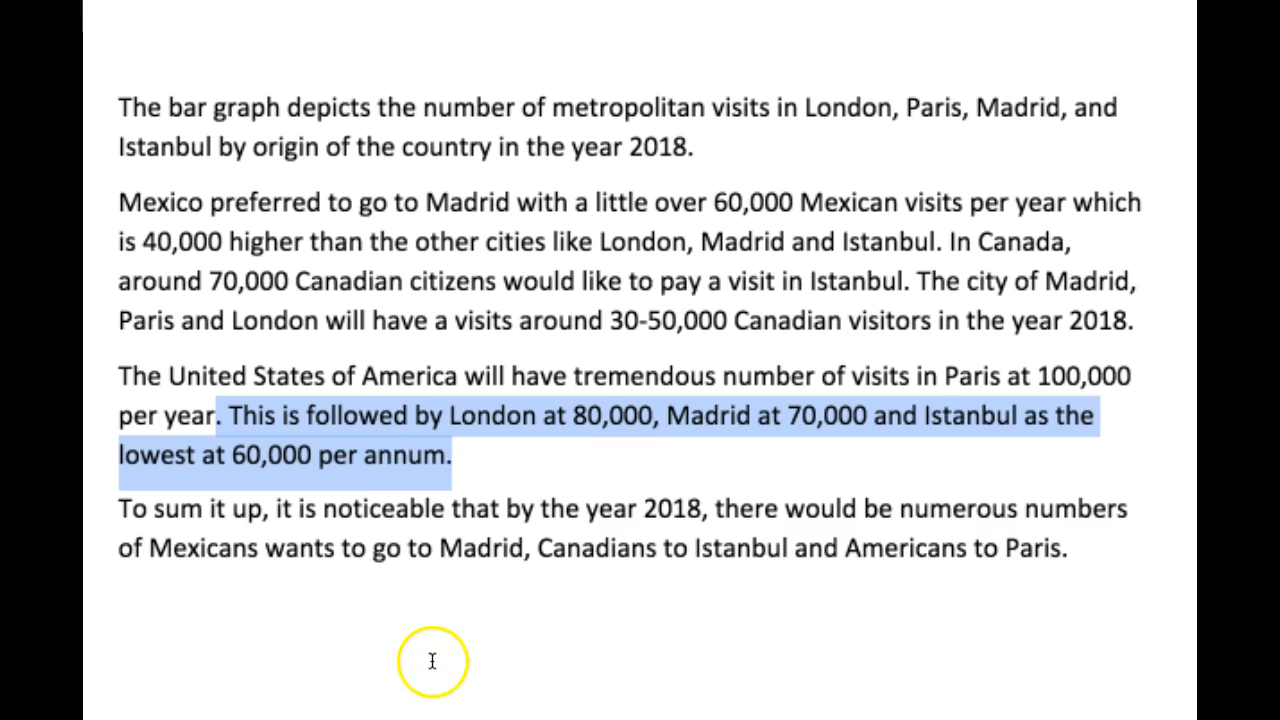 The bar graph depicts the number of metropolitan visits in London, Paris, Madrid, and
Istanbul by origin of the country in the year 2018.
Mexico preferred to go to Madrid with a little over 60,000 Mexican visits per year which
is 40,000 higher than the other cities like London, Madrid and Istanbul. In Canada,
around 70,000 Canadian citizens would like to pay a visit in Istanbul. The city of Madrid,
Paris and London will have a visits around 30-50,000 Canadian visitors in the year 2018.
The United States of America will have tremendous number of visits in Paris at 100,000
per year. This is followed by London at 80,000, Madrid at 70,000 and Istanbul as the
lowest at 60,000 per annum.
To sum it up, it is noticeable that by the year 2018, there would be numerous numbers
of Mexicans wants to go to Madrid, Canadians to Istanbul and Americans to Paris.